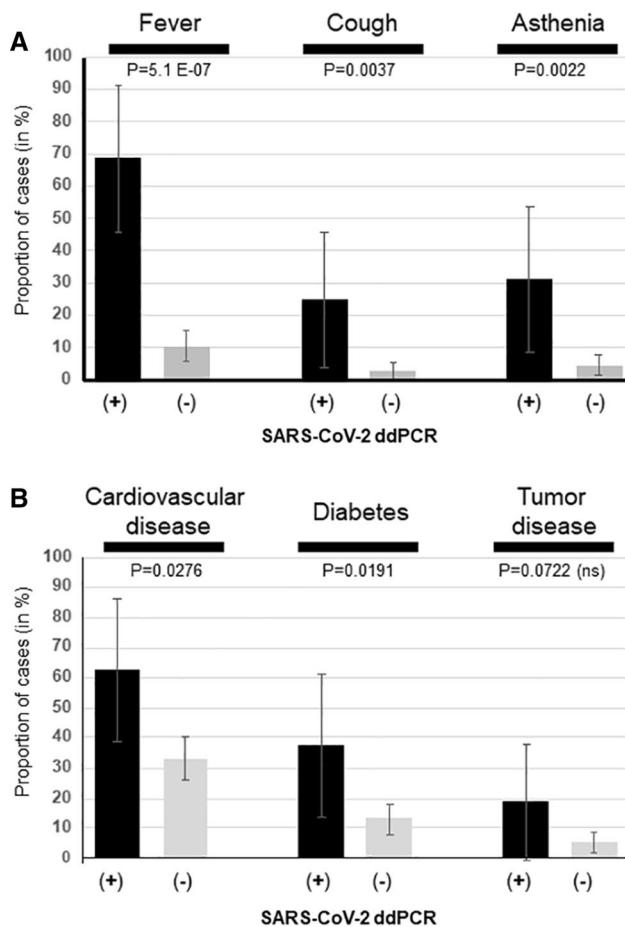 A
Fever Cough Asthenia
P=5.1 E-07 P=0.0037 P=0.0022
Proportion of cases (in %)
100
90
80
70
60
50
40
30
20
10
0
(+) (-) (+) (-) (+) (-)
SARS-CoV-2 ddPCR
B
Cardiovascular disease Diabetes Tumor disease
P=0.0276 P=0.0191 P=0.0722 (ns)
Proportion of cases (in %)
100
90
80
70
60
50
40
30
20
10
0
(+) (-) (+) (-) (+) (-)
SARS-CoV-2 ddPCR